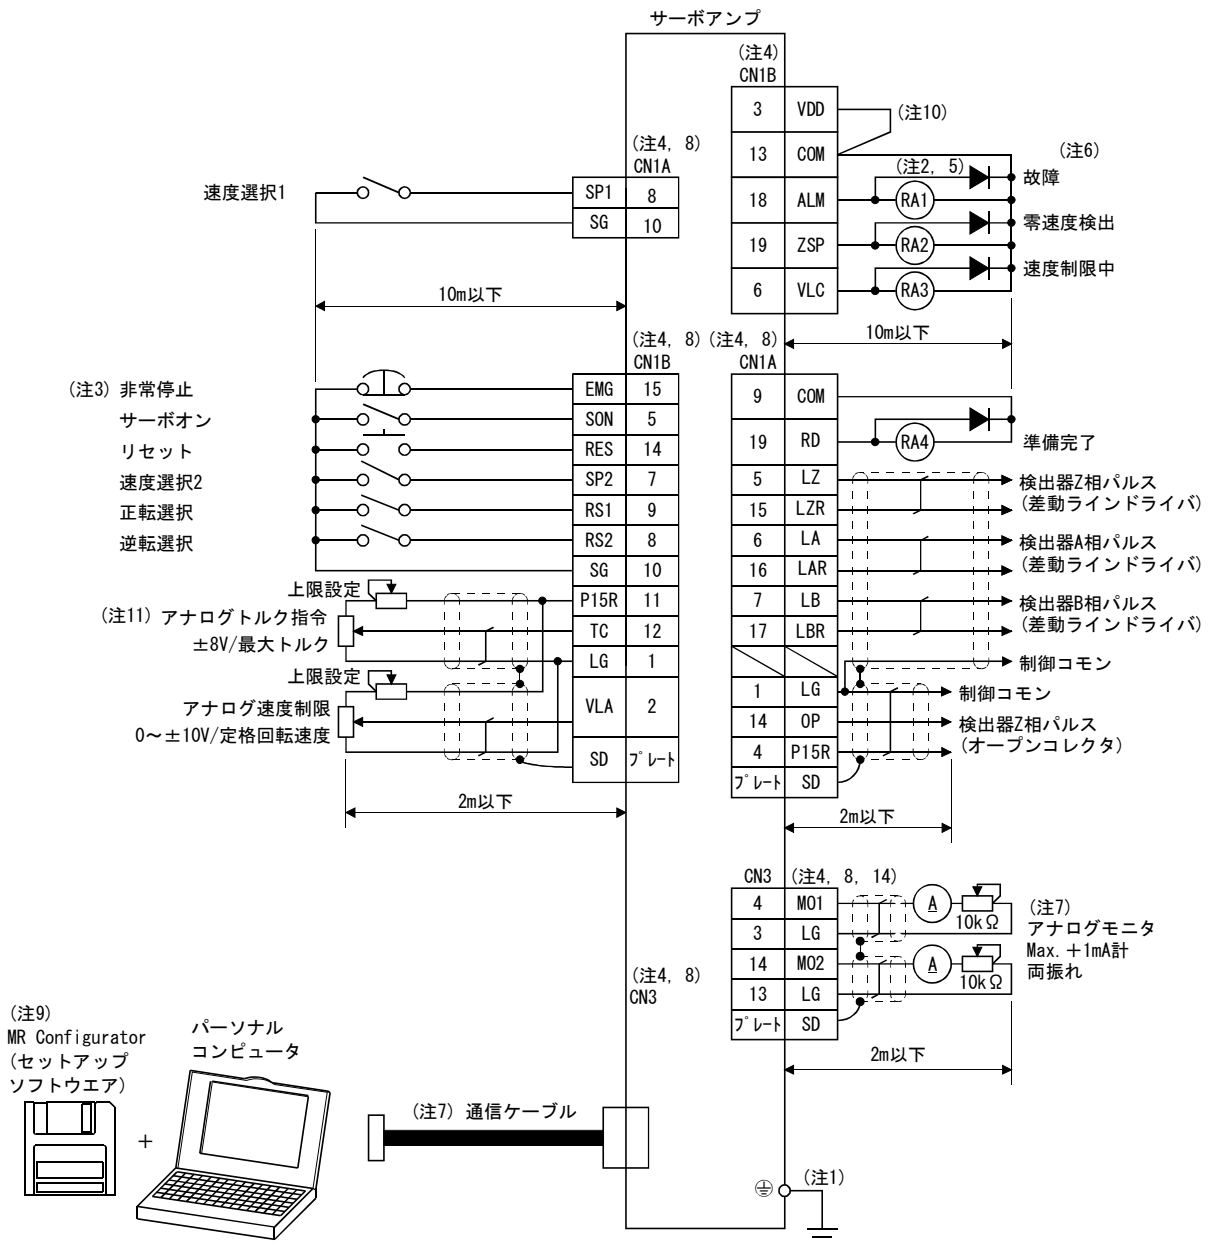 サーボアンプ
(注4)
CN1B
3 VDD
(注10)
13 COM
(注6)
(注2, 5)
18 ALM RA1 故障
19 ZSP RA2 零速度検出
6 VLC RA3 速度制限中
10m以下
(注4, 8)
CN1A
速度選択1 SP1 8
SG 10
10m以下
(注4, 8)
CN1B
(注3) 非常停止 EMG 15
サーボオン SON 5
リセット RES 14
速度選択2 SP2 7
正転選択 RS1 9
逆転選択 RS2 8
SG 10
上限設定 P15R 11
(注11) アナログトルク指令 TC 12
±8V/最大トルク
LG 1
上限設定
アナログ速度制限 VLA 2
0~±10V/定格回転速度
SD プレート
2m以下
(注4, 8)
CN1A
9 COM
19 RD RA4 準備完了
5 LZ 検出器Z相パルス
15 LZR (差動ラインドライバ)
6 LA 検出器A相パルス
16 LAR (差動ラインドライバ)
7 LB 検出器B相パルス
17 LBR (差動ラインドライバ)
制御コモン
1 LG 制御コモン
14 OP 検出器Z相パルス
4 P15R (オープンコレクタ)
プレート SD
2m以下
CN3 (注4, 8, 14)
4 MO1 A 10kΩ
3 LG
14 MO2 A 10kΩ
13 LG
プレート SD
(注7)
アナログモニタ
Max.+1mA計
両振れ
2m以下
(注4, 8)
CN3
(注9)
MR Configurator
(セットアップ
ソフトウエア)
+
パーソナル
コンピュータ
(注7) 通信ケーブル
(注1)